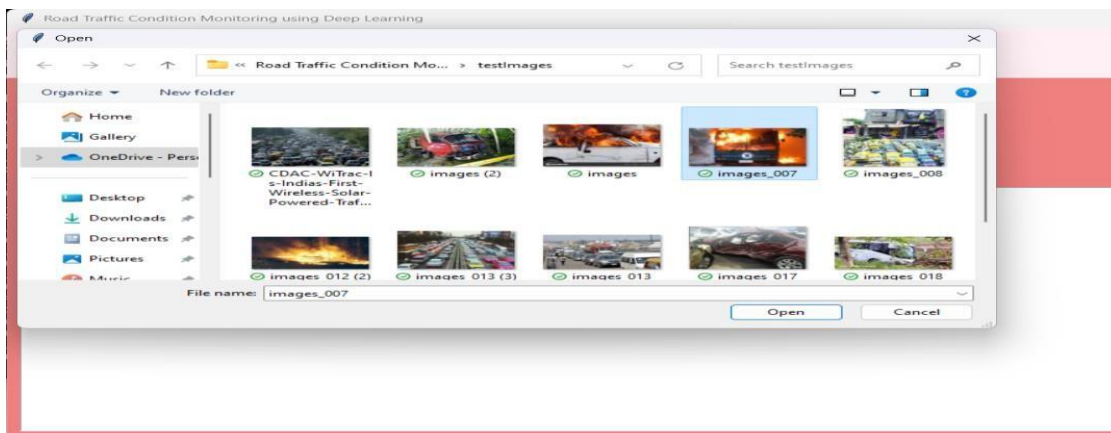 Road Traffic Condition Monitoring using Deep Learning
Open
« Road Traffic Condition Mo... > testImages
Search testImages
Organize
New folder
Home
Gallery
OneDrive - Pers
Desktop
Downloads
Documents
Pictures
Music
CDAC-WiTrac-I
s-Indias-First-
Wireless-Solar-
Powered-Traf...
images (2)
images
images_007
images_008
images 012 (2)
images 013 (3)
images 013
images 017
images 018
File name: images_007
Open
Cancel